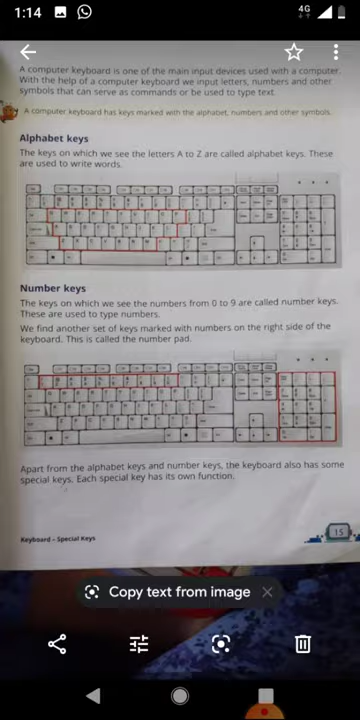 1:14
4G
A computer keyboard is one of the main input devices used with a computer.
With the help of a computer keyboard we input letters, numbers and other
symbols that can serve as commands or be used to type text.
A computer keyboard has keys marked with the alphabet, numbers and other symbols.
Alphabet keys
The keys on which we see the letters A to Z are called alphabet keys. These
are used to write words.
Number keys
The keys on which we see the numbers from 0 to 9 are called number keys.
These are used to type numbers.
We find another set of keys marked with numbers on the right side of the
keyboard. This is called the number pad.
Apart from the alphabet keys and number keys, the keyboard also has some
special keys. Each special key has its own function.
Keyboard – Special Keys
15
Copy text from image